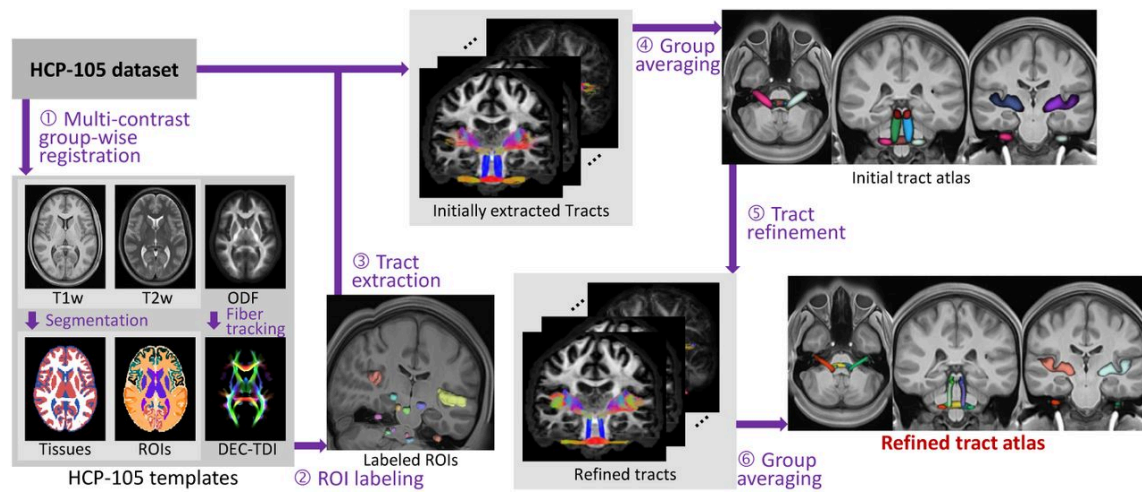 HCP-105 dataset
① Multi-contrast
group-wise
registration
T1w
T2w
ODF
Segmentation
Fiber
tracking
Tissues
ROIs
DEC-TDI
HCP-105 templates
② ROI labeling
Labeled ROIs
③ Tract
extraction
...
...
Initially extracted Tracts
④ Group
averaging
Initial tract atlas
⑤ Tract
refinement
...
...
Refined tracts
⑥ Group
averaging
Refined tract atlas